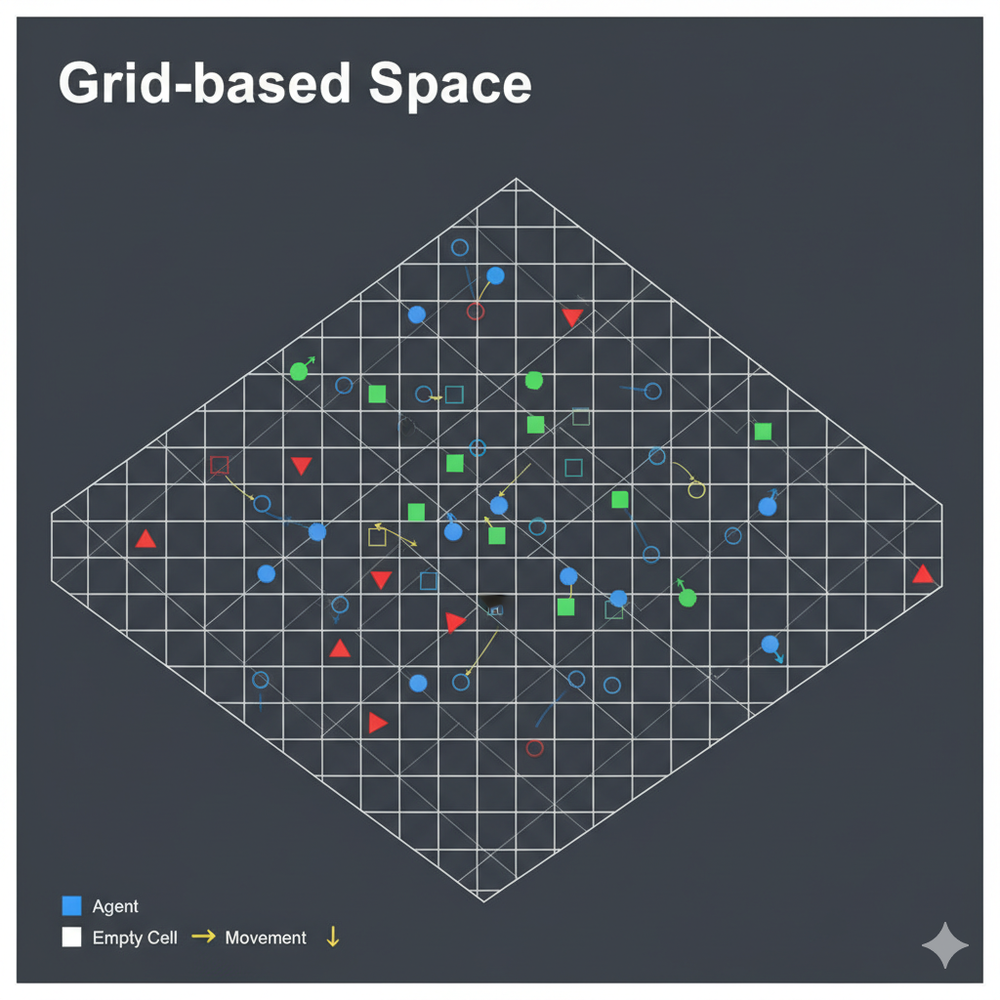 Grid-based Space
Agent
Empty Cell → Movement ↓